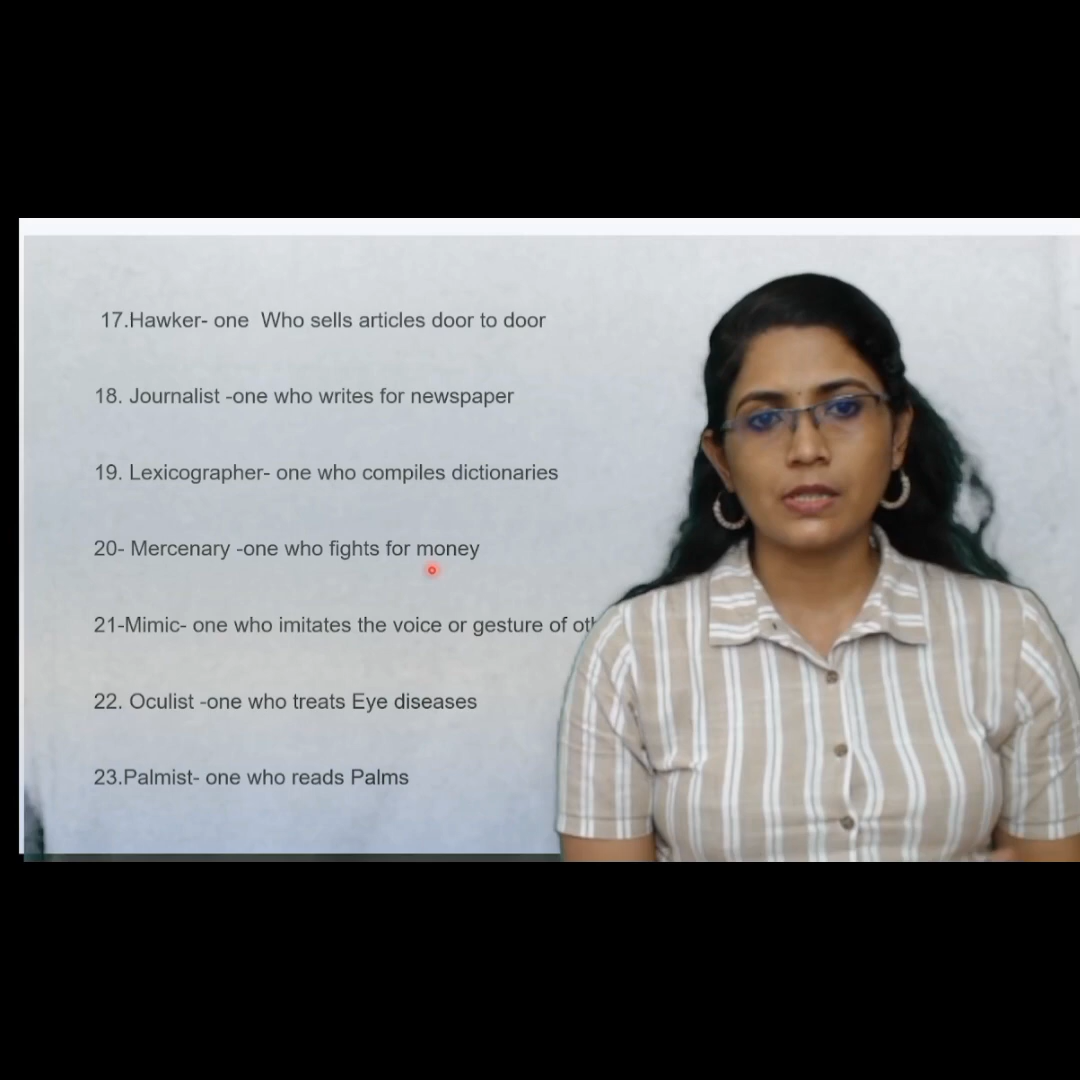 17.Hawker- one Who sells articles door to door
18. Journalist -one who writes for newspaper
19. Lexicographer- one who compiles dictionaries
20- Mercenary -one who fights for money
21-Mimic- one who imitates the voice or gesture of
22. Oculist -one who treats Eye diseases
23.Palmist- one who reads Palms